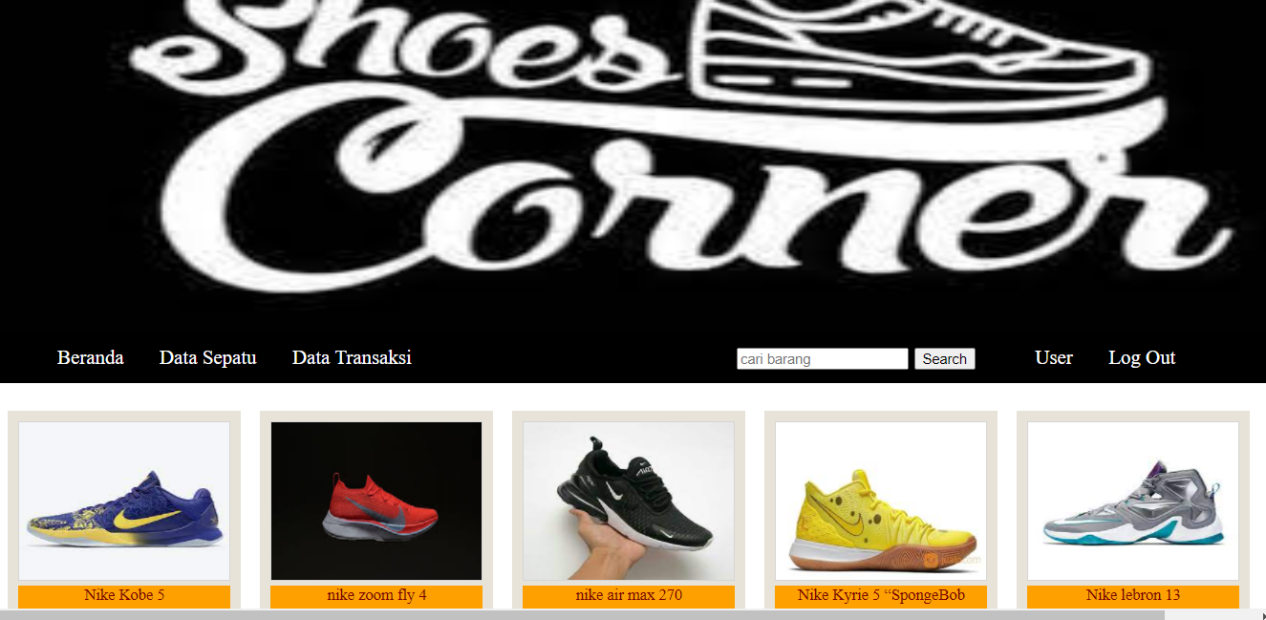 Shoes
Corner
Beranda Data Sepatu Data Transaksi cari barang Search User Log Out
Nike Kobe 5 nike zoom fly 4 nike air max 270 Nike Kyrie 5 “SpongeBob Nike lebron 13